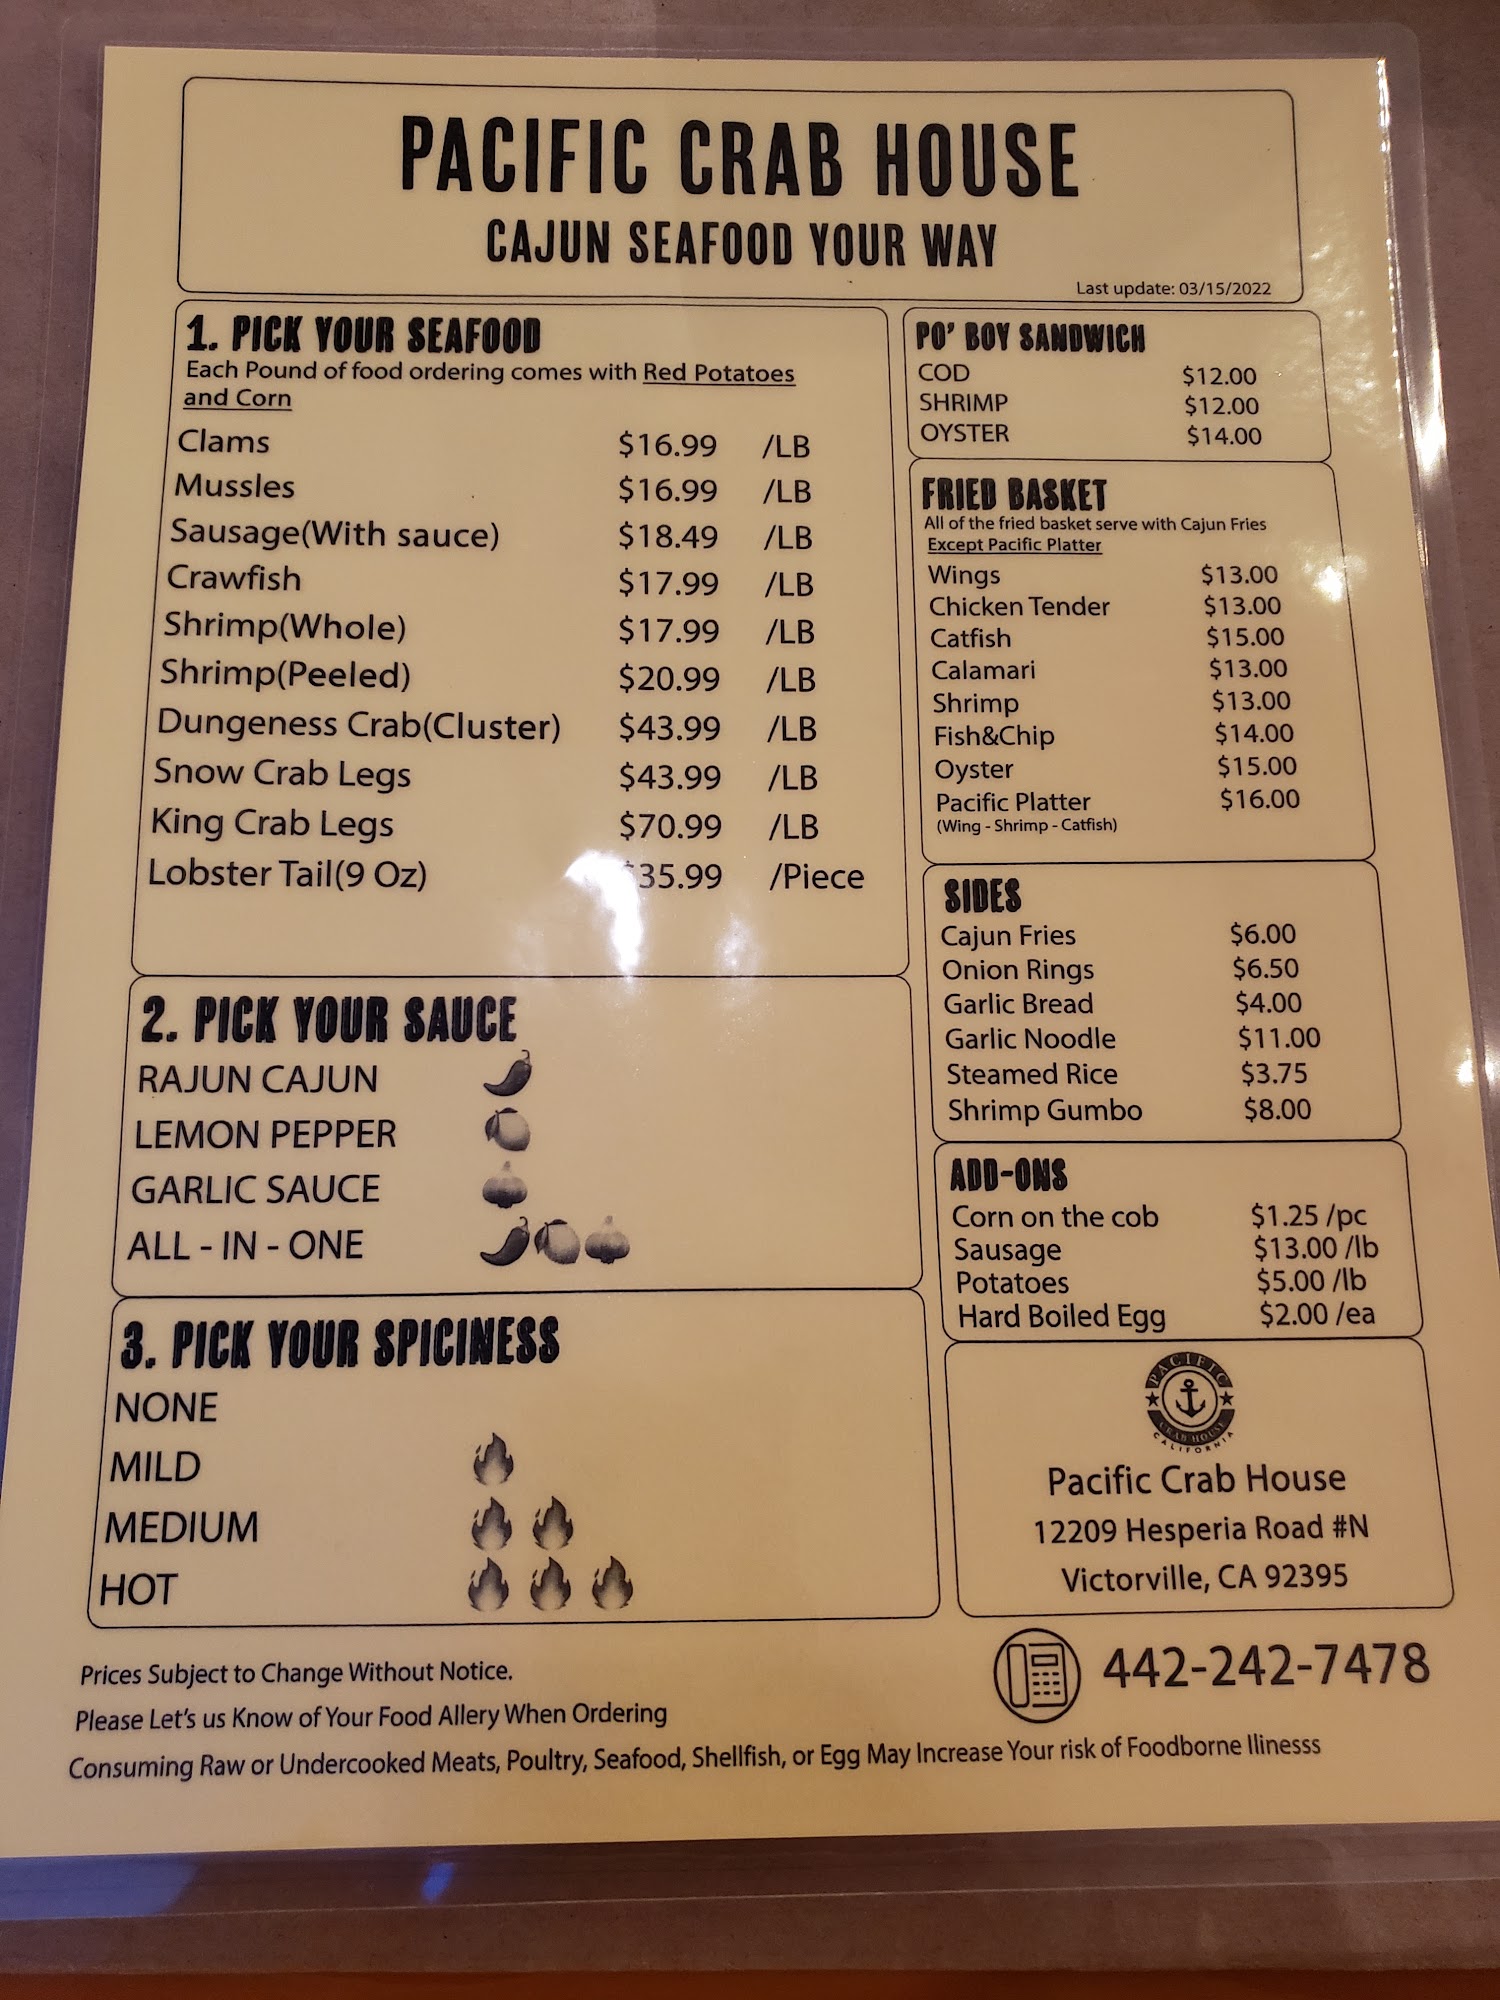 PACIFIC CRAB HOUSE
CAJUN SEAFOOD YOUR WAY
Last update: 03/15/2022
1. PICK YOUR SEAFOOD
Each Pound of food ordering comes with Red Potatoes
and Corn
Clams $16.99 /LB
Mussles $16.99 /LB
Sausage(With sauce) $18.49 /LB
Crawfish $17.99 /LB
Shrimp(Whole) $17.99 /LB
Shrimp(Peeled) $20.99 /LB
Dungeness Crab(Cluster) $43.99 /LB
Snow Crab Legs $43.99 /LB
King Crab Legs $70.99 /LB
Lobster Tail(9 Oz) $35.99 /Piece
2. PICK YOUR SAUCE
RAJUN CAJUN
LEMON PEPPER
GARLIC SAUCE
ALL - IN - ONE
3. PICK YOUR SPICINESS
NONE
MILD
MEDIUM
HOT
PO' BOY SANDWICH
COD $12.00
SHRIMP $12.00
OYSTER $14.00
FRIED BASKET
All of the fried basket serve with Cajun Fries
Except Pacific Platter
Wings $13.00
Chicken Tender $13.00
Catfish $15.00
Calamari $13.00
Shrimp $13.00
Fish&Chip $14.00
Oyster $15.00
Pacific Platter $16.00
(Wing - Shrimp - Catfish)
SIDES
Cajun Fries $6.00
Onion Rings $6.50
Garlic Bread $4.00
Garlic Noodle $11.00
Steamed Rice $3.75
Shrimp Gumbo $8.00
ADD-ONS
Corn on the cob $1.25 /pc
Sausage $13.00 /lb
Potatoes $5.00 /lb
Hard Boiled Egg $2.00 /ea
PACIFIC
CRAB HOUSE
CALIFORNIA
Pacific Crab House
12209 Hesperia Road #N
Victorville, CA 92395
442-242-7478
Prices Subject to Change Without Notice.
Please Let's us Know of Your Food Allery When Ordering
Consuming Raw or Undercooked Meats, Poultry, Seafood, Shellfish, or Egg May Increase Your risk of Foodborne Ilinesss